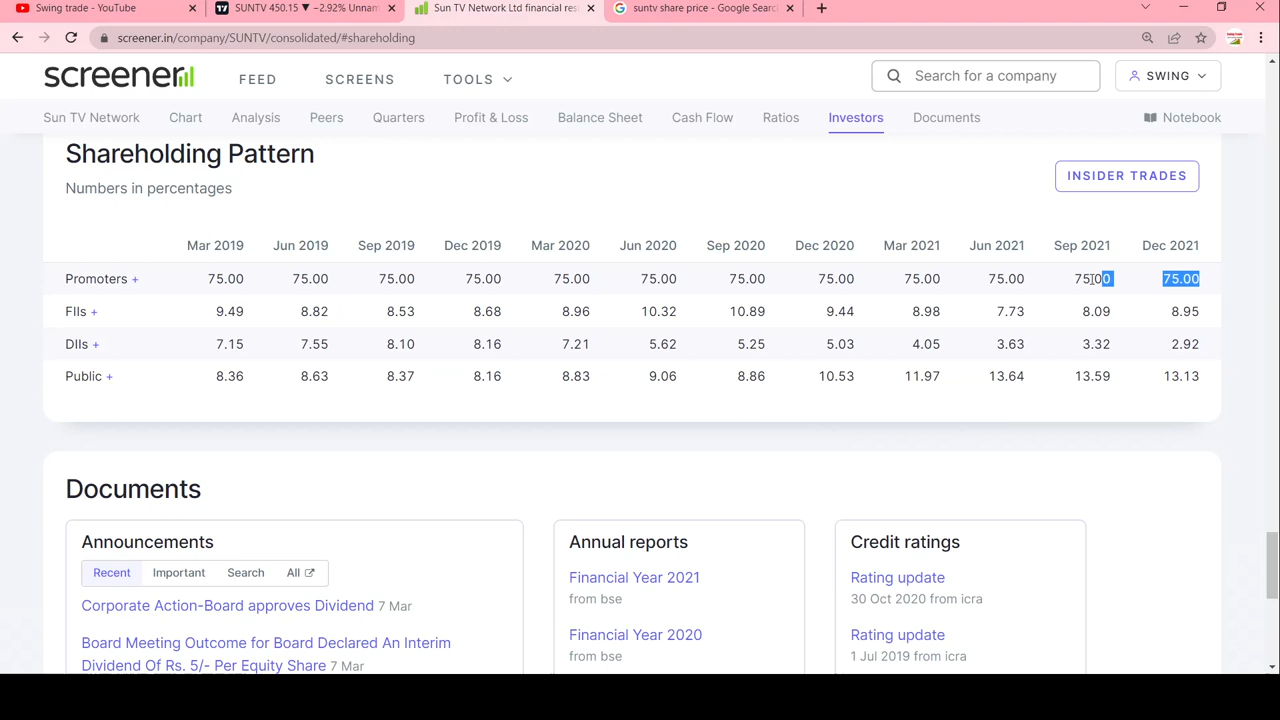 Swing trade - YouTube SUNTV 450.15 ▼ −2.92% Unnam Sun TV Network Ltd financial res suntv share price - Google Searc
screener.in/company/SUNTV/consolidated/#shareholding
screener FEED SCREENS TOOLS Search for a company SWING
Sun TV Network Chart Analysis Peers Quarters Profit & Loss Balance Sheet Cash Flow Ratios Investors Documents Notebook
Shareholding Pattern
INSIDER TRADES
Numbers in percentages
Mar 2019 Jun 2019 Sep 2019 Dec 2019 Mar 2020 Jun 2020 Sep 2020 Dec 2020 Mar 2021 Jun 2021 Sep 2021 Dec 2021
Promoters + 75.00 75.00 75.00 75.00 75.00 75.00 75.00 75.00 75.00 75.00 75.00 75.00
FIIs + 9.49 8.82 8.53 8.68 8.96 10.32 10.89 9.44 8.98 7.73 8.09 8.95
DIIs + 7.15 7.55 8.10 8.16 7.21 5.62 5.25 5.03 4.05 3.63 3.32 2.92
Public + 8.36 8.63 8.37 8.16 8.83 9.06 8.86 10.53 11.97 13.64 13.59 13.13
Documents
Announcements
Recent Important Search All
Corporate Action-Board approves Dividend 7 Mar
Board Meeting Outcome for Board Declared An Interim
Dividend Of Rs. 5/- Per Equity Share 7 Mar
Annual reports
Financial Year 2021
from bse
Financial Year 2020
from bse
Credit ratings
Rating update
30 Oct 2020 from icra
Rating update
1 Jul 2019 from icra